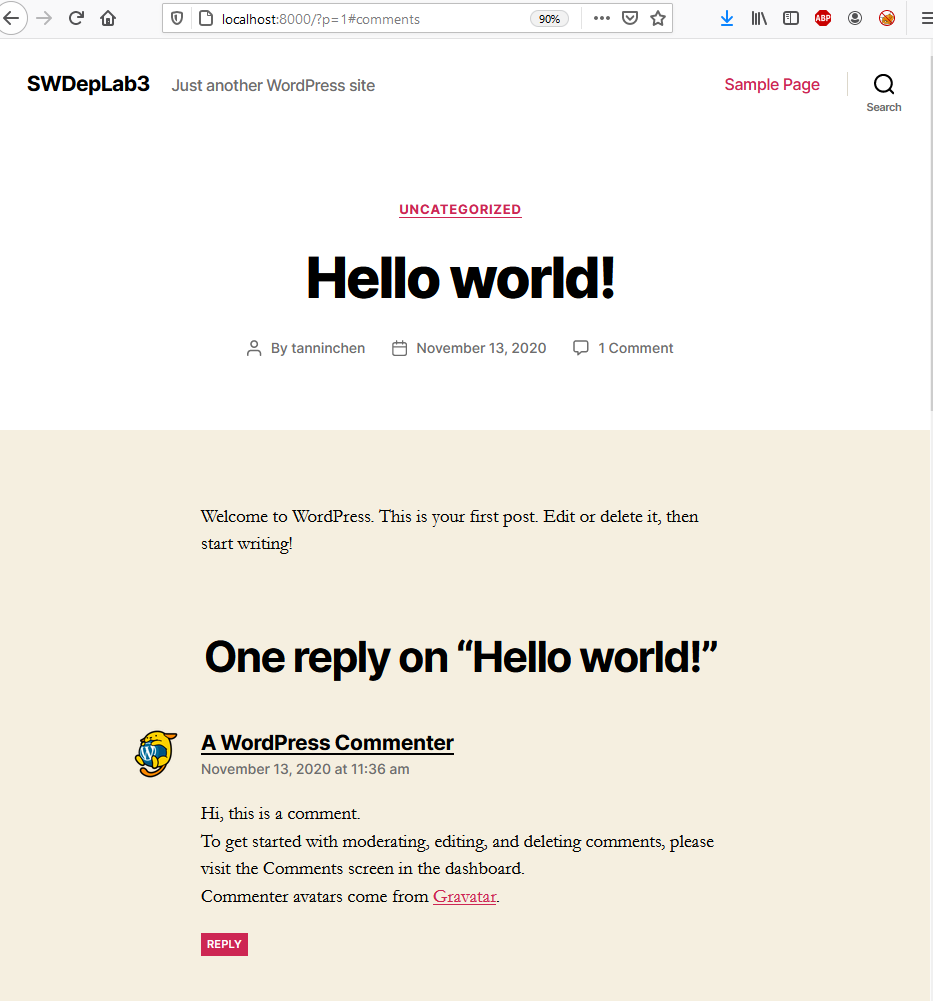 localhost:8000/?p=1#comments
90%
ABP
SWDepLab3 Just another WordPress site
Sample Page
Search
UNCATEGORIZED
Hello world!
By tanninchen November 13, 2020 1 Comment
Welcome to WordPress. This is your first post. Edit or delete it, then
start writing!
One reply on “Hello world!”
A WordPress Commenter
November 13, 2020 at 11:36 am
Hi, this is a comment.
To get started with moderating, editing, and deleting comments, please
visit the Comments screen in the dashboard.
Commenter avatars come from Gravatar.
REPLY